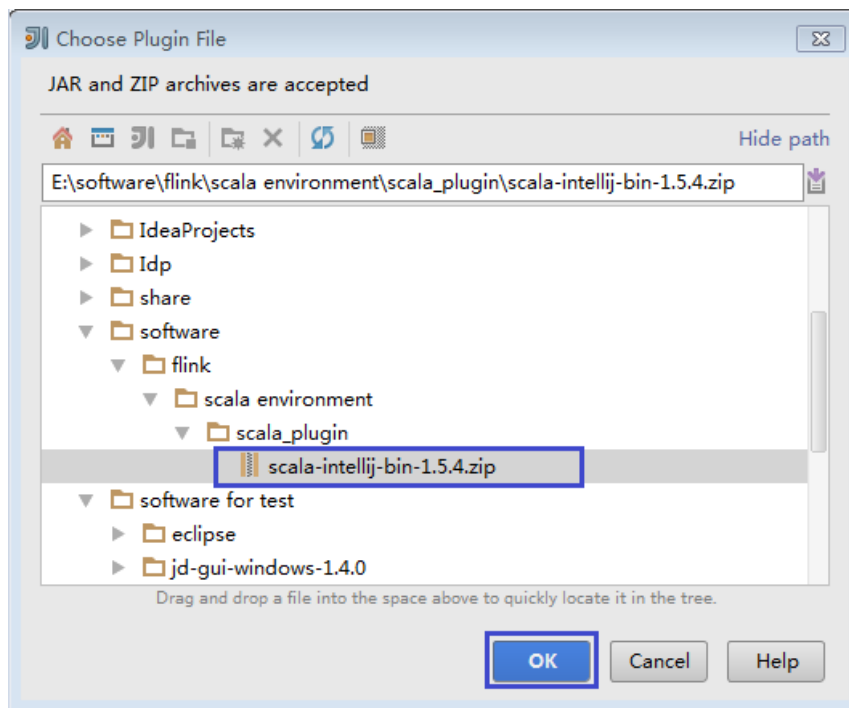 Choose Plugin File
JAR and ZIP archives are accepted
Hide path
E:\software\flink\scala environment\scala_plugin\scala-intellij-bin-1.5.4.zip
IdeaProjects
Idp
share
software
flink
scala environment
scala_plugin
scala-intellij-bin-1.5.4.zip
software for test
eclipse
jd-gui-windows-1.4.0
Drag and drop a file into the space above to quickly locate it in the tree.
OK Cancel Help